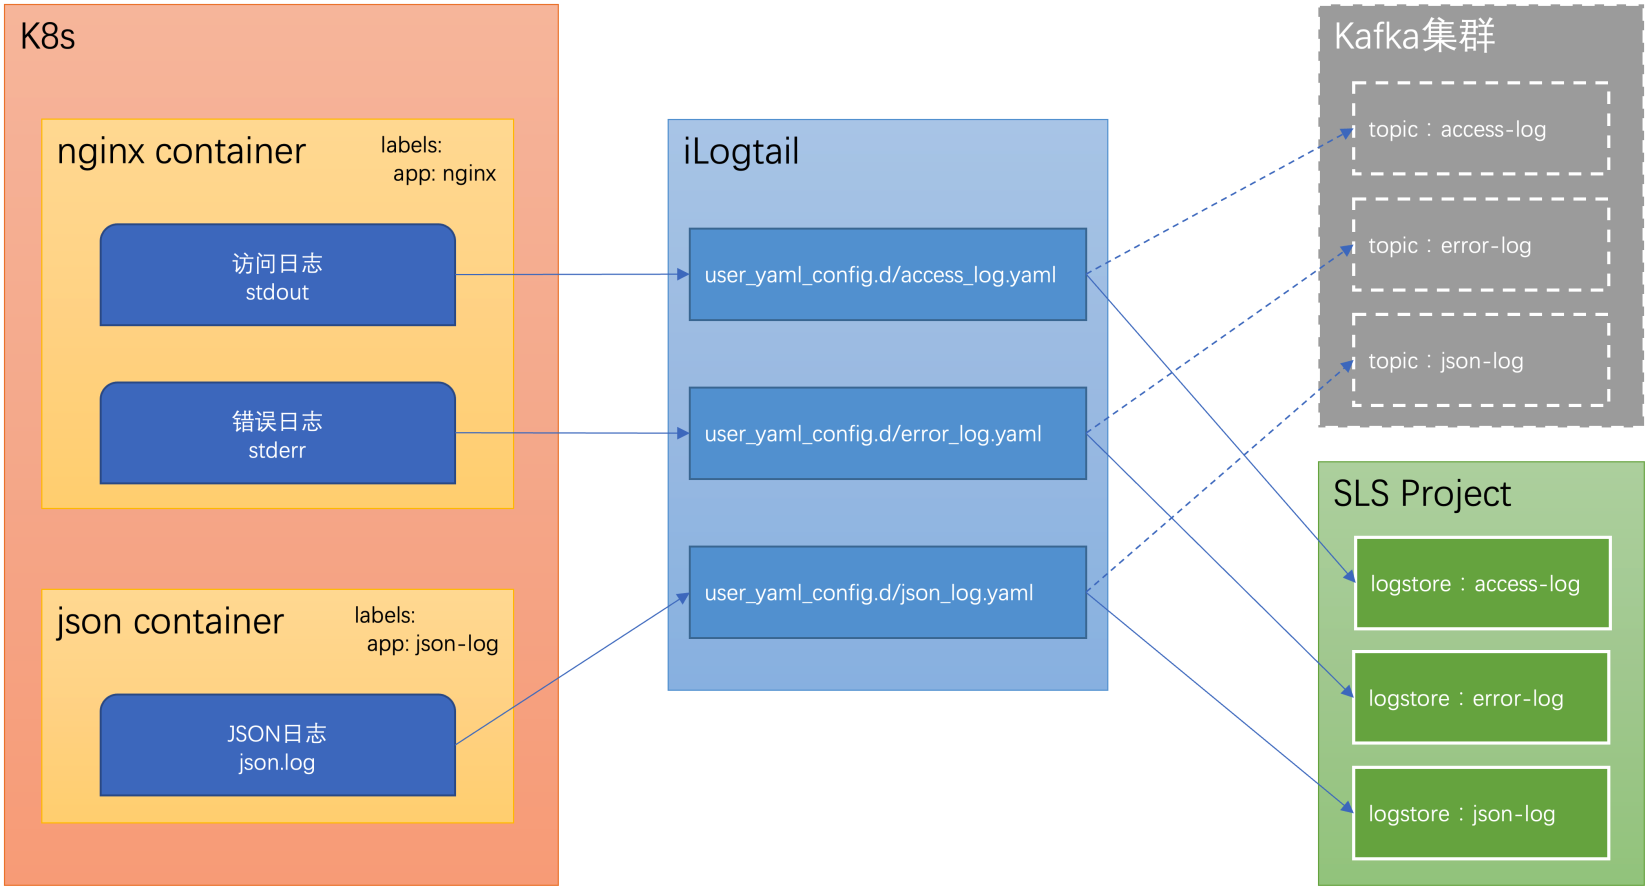 K8s
nginx container
labels:
app: nginx
访问日志
stdout
错误日志
stderr
json container
labels:
app: json-log
JSON日志
json.log
iLogtail
user_yaml_config.d/access_log.yaml
user_yaml_config.d/error_log.yaml
user_yaml_config.d/json_log.yaml
Kafka集群
topic：access-log
topic：error-log
topic：json-log
SLS Project
logstore：access-log
logstore：error-log
logstore：json-log